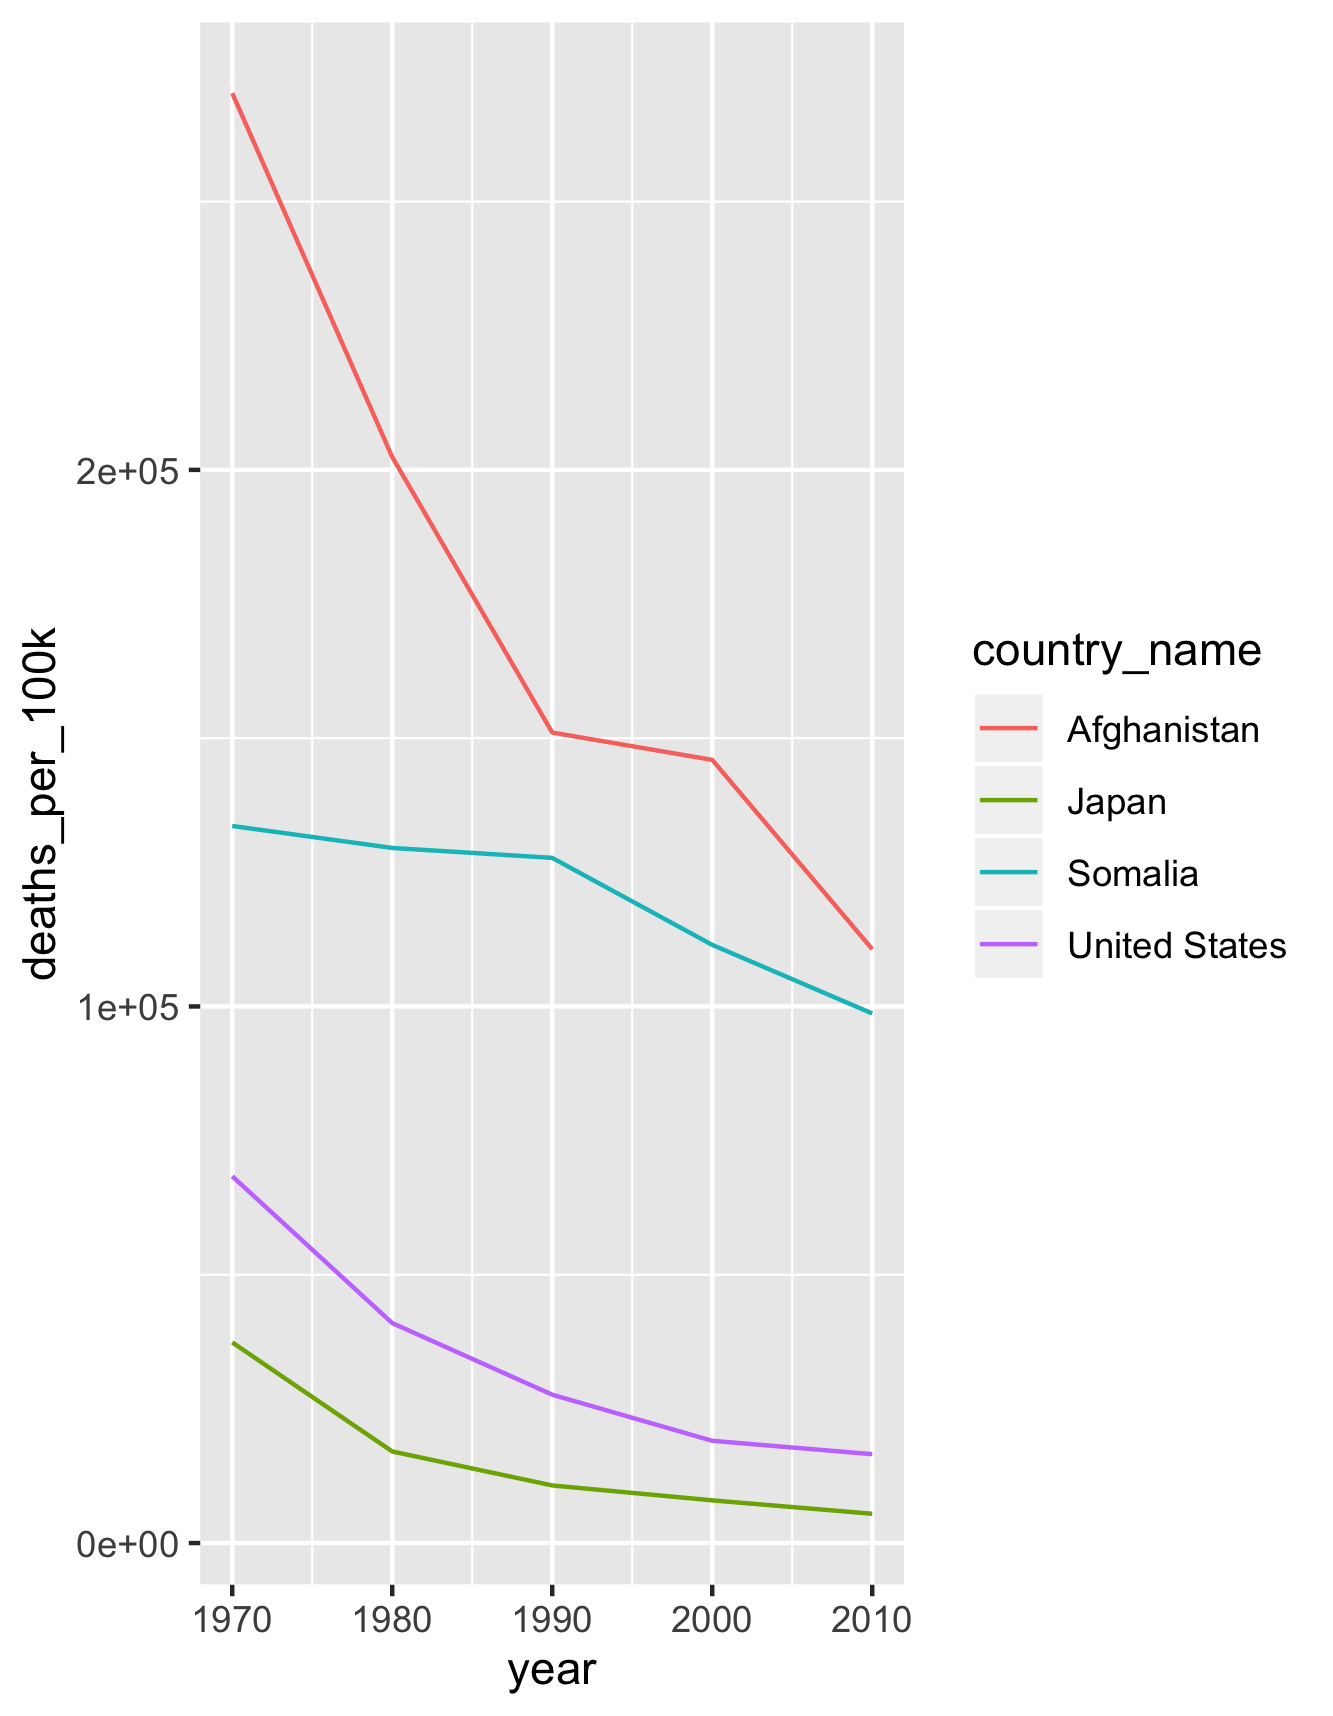 deaths_per_100k
2e+05
1e+05
0e+00
1970 1980 1990 2000 2010
year
country_name
Afghanistan
Japan
Somalia
United States